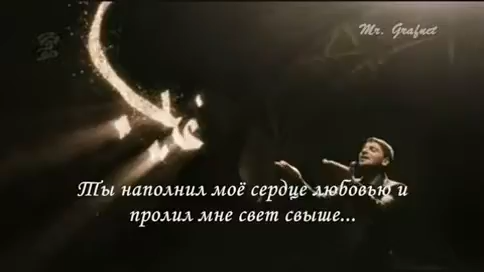 Mr. Grafnet
Ты наполнил моё сердце любовью и
пролил мне свет свыше...